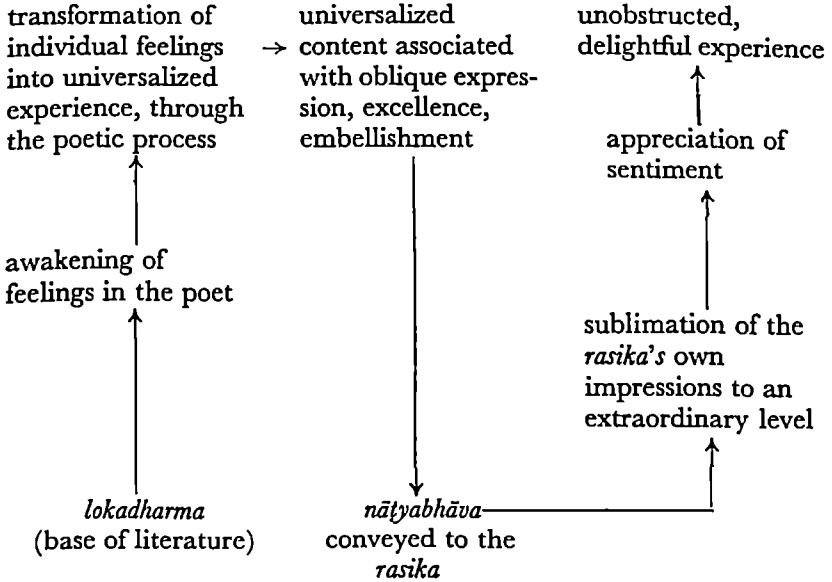 transformation of
individual feelings
into universalized
experience, through
the poetic process
→ universalized
content associated
with oblique expres-
sion, excellence,
embellishment
unobstructed,
delightful experience
appreciation of
sentiment
awakening of
feelings in the poet
sublimation of the
rasika's own
impressions to an
extraordinary level
lokadharma
(base of literature)
nāṭyabhāva
conveyed to the
rasika